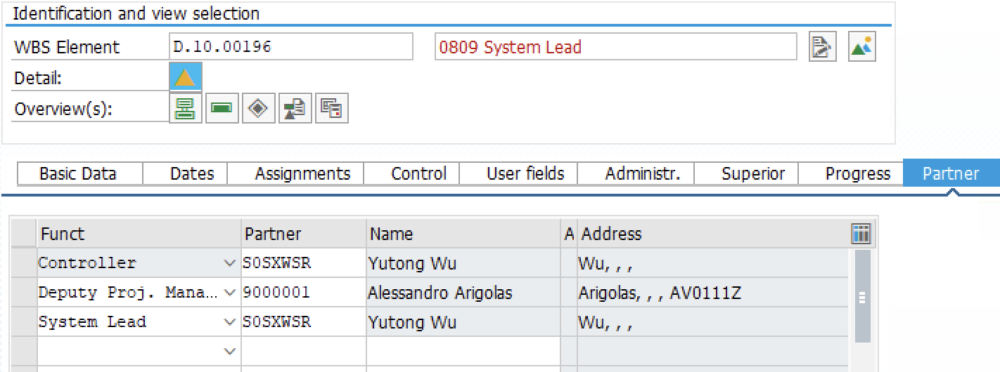 Identification and view selection
WBS Element D.10.00196 0809 System Lead
Detail:
Overview(s):
Basic Data Dates Assignments Control User fields Administr. Superior Progress Partner
Funct Partner Name A Address
Controller S0SXWSR Yutong Wu Wu, , ,
Deputy Proj. Mana... 9000001 Alessandro Arigolas Arigolas, , , AV0111Z
System Lead S0SXWSR Yutong Wu Wu, , ,